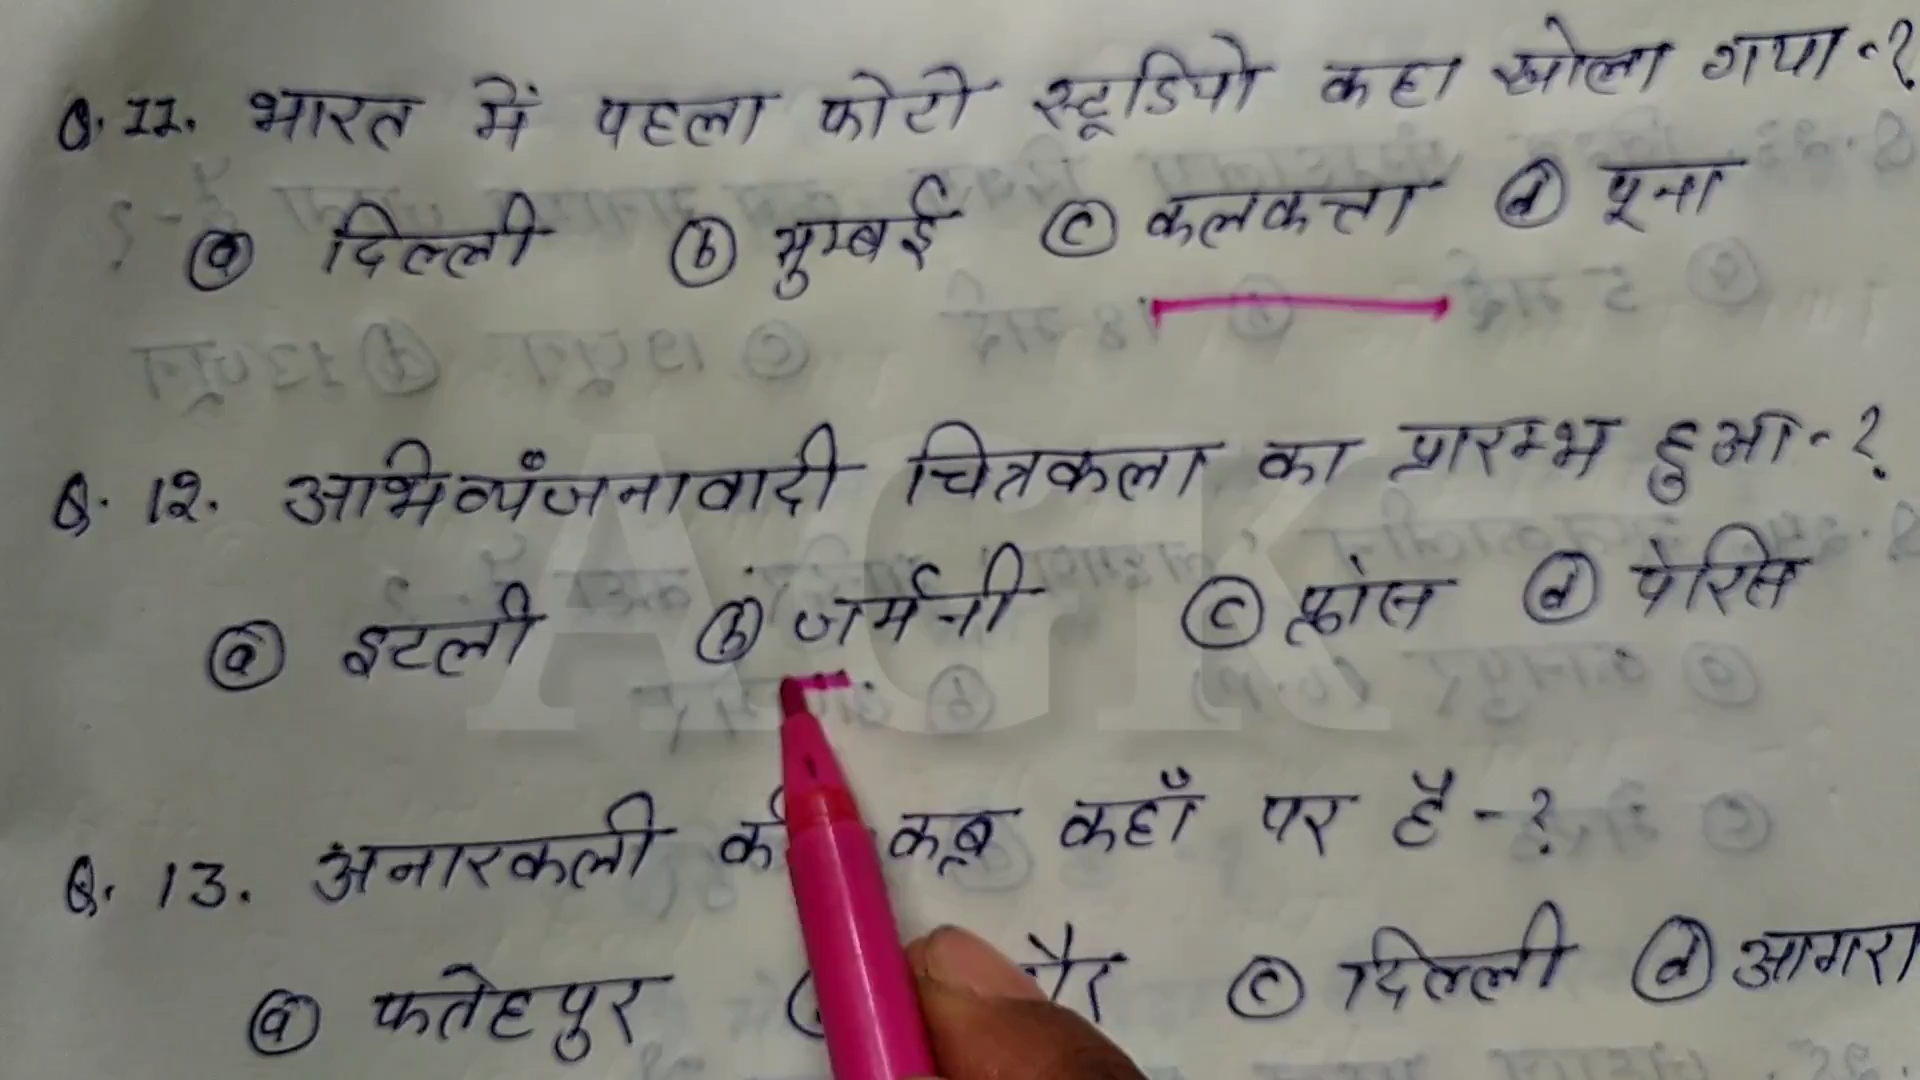 Q. 11. भारत में पहला फोटो स्टूडियो कहा खोला गया - ?
(a) दिल्ली (b) मुम्बई (c) कलकत्ता (d) पूना
Q. 12. अभिव्यंजनावादी चित्रकला का प्रारम्भ हुआ - ?
(a) इटली (b) जर्मनी (c) फ्रांस (d) पेरिस
Q. 13. अनारकली की कब्र कहाँ पर है - ?
(a) फतेहपुर (c) दिल्ली (d) आगरा
AGK